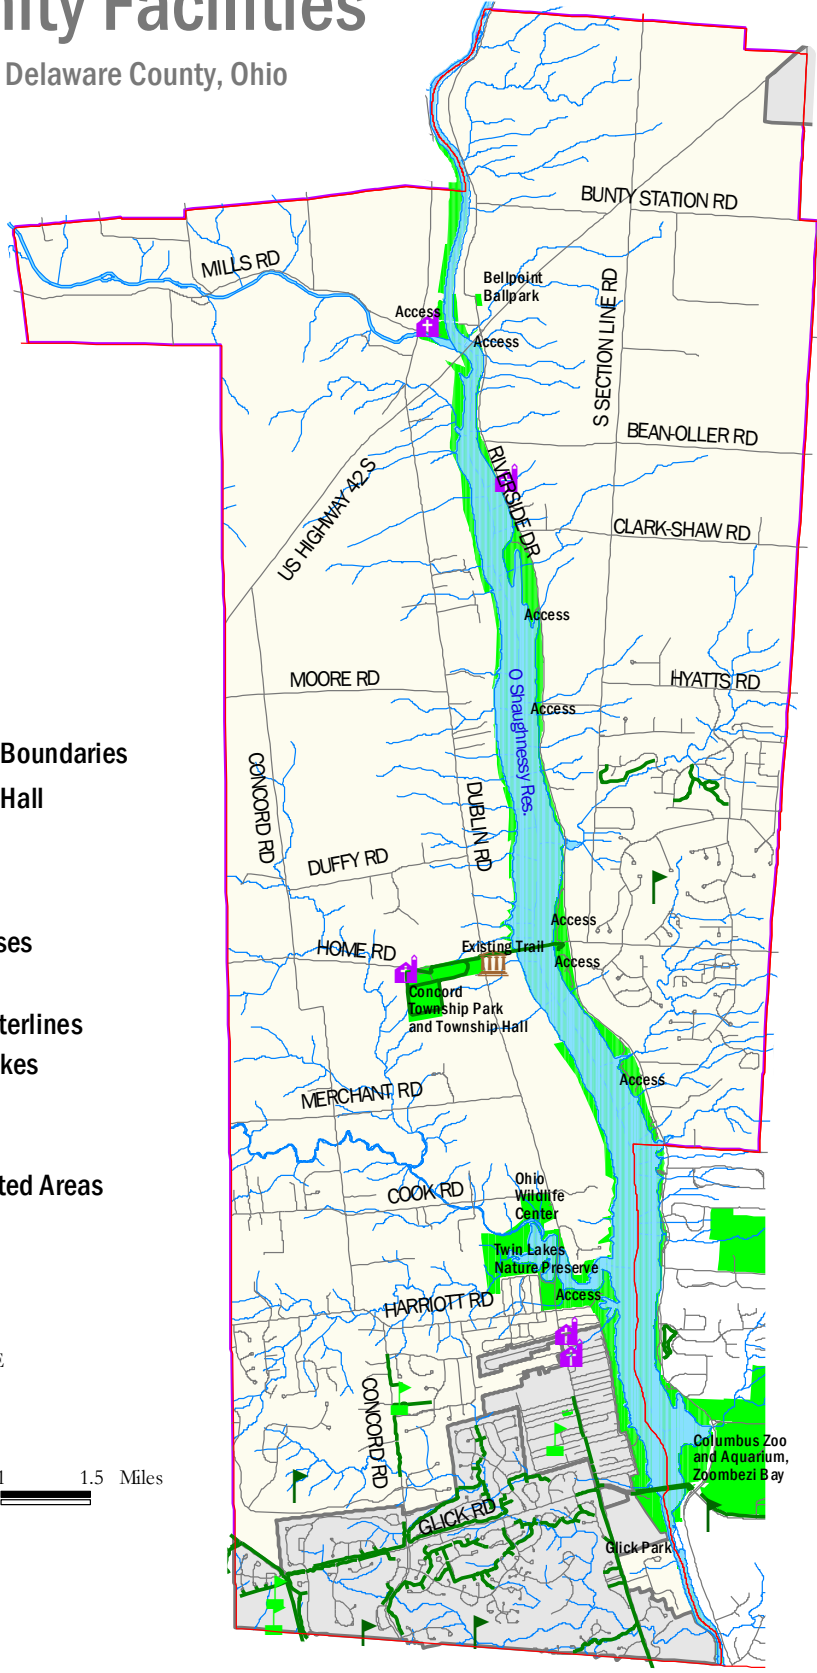 nity Facilities
Delaware County, Ohio
BUNTY STATION RD
MILLS RD
Bellpoint
Ballpark
Access
Access
S SECTION LINE RD
BEAN-OLLER RD
US HIGHWAY 42 S
RIVERSIDE DR
CLARK-SHAW RD
Access
MOORE RD
HYATTS RD
O Shaughnessy Res.
Access
Boundaries
Hall
CONCORD RD
DUBLIN RD
DUFFY RD
Access
ses
HOME RD
Existing Trail
Access
Concord
Township Park
and Township Hall
terlines
kes
Access
MERCHANT RD
ted Areas
COOK RD
Ohio
Wildlife
Center
Twin Lakes
Nature Preserve
Access
HARRIOTT RD
E
CONCORD RD
Columbus Zoo
and Aquarium,
Zoombezi Bay
1 1.5 Miles
GLICK RD
Glick Park